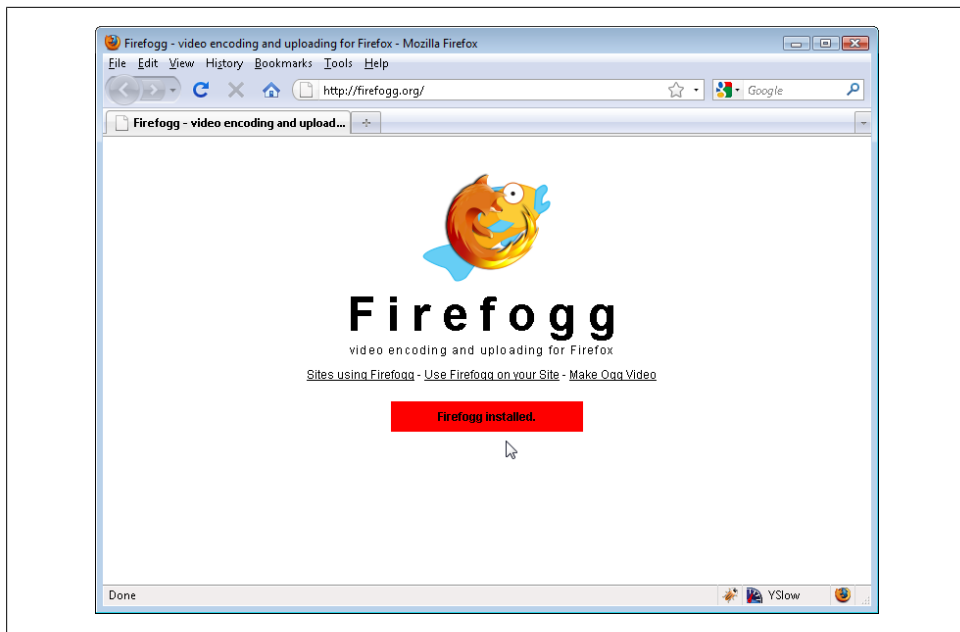 Firefogg - video encoding and uploading for Firefox - Mozilla Firefox
File Edit View History Bookmarks Tools Help
http://firefogg.org/ Google
Firefogg - video encoding and upload...
Firefogg
video encoding and uploading for Firefox
Sites using Firefogg - Use Firefogg on your Site - Make Ogg Video
Firefogg installed.
Done YSlow